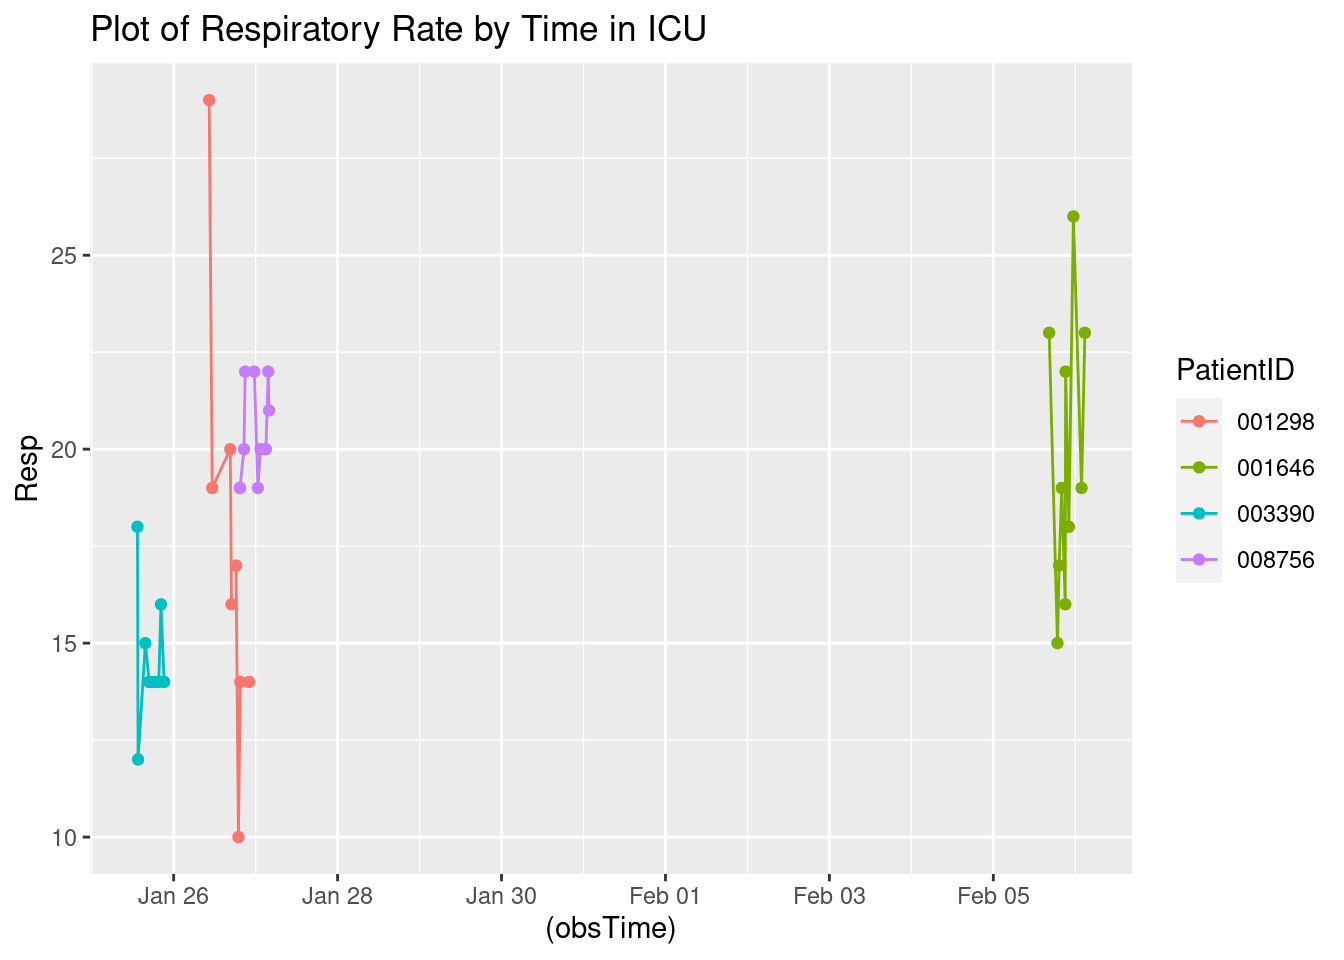 Plot of Respiratory Rate by Time in ICU
Resp
25
20
15
10
Jan 26 Jan 28 Jan 30 Feb 01 Feb 03 Feb 05
(obsTime)
PatientID
001298
001646
003390
008756